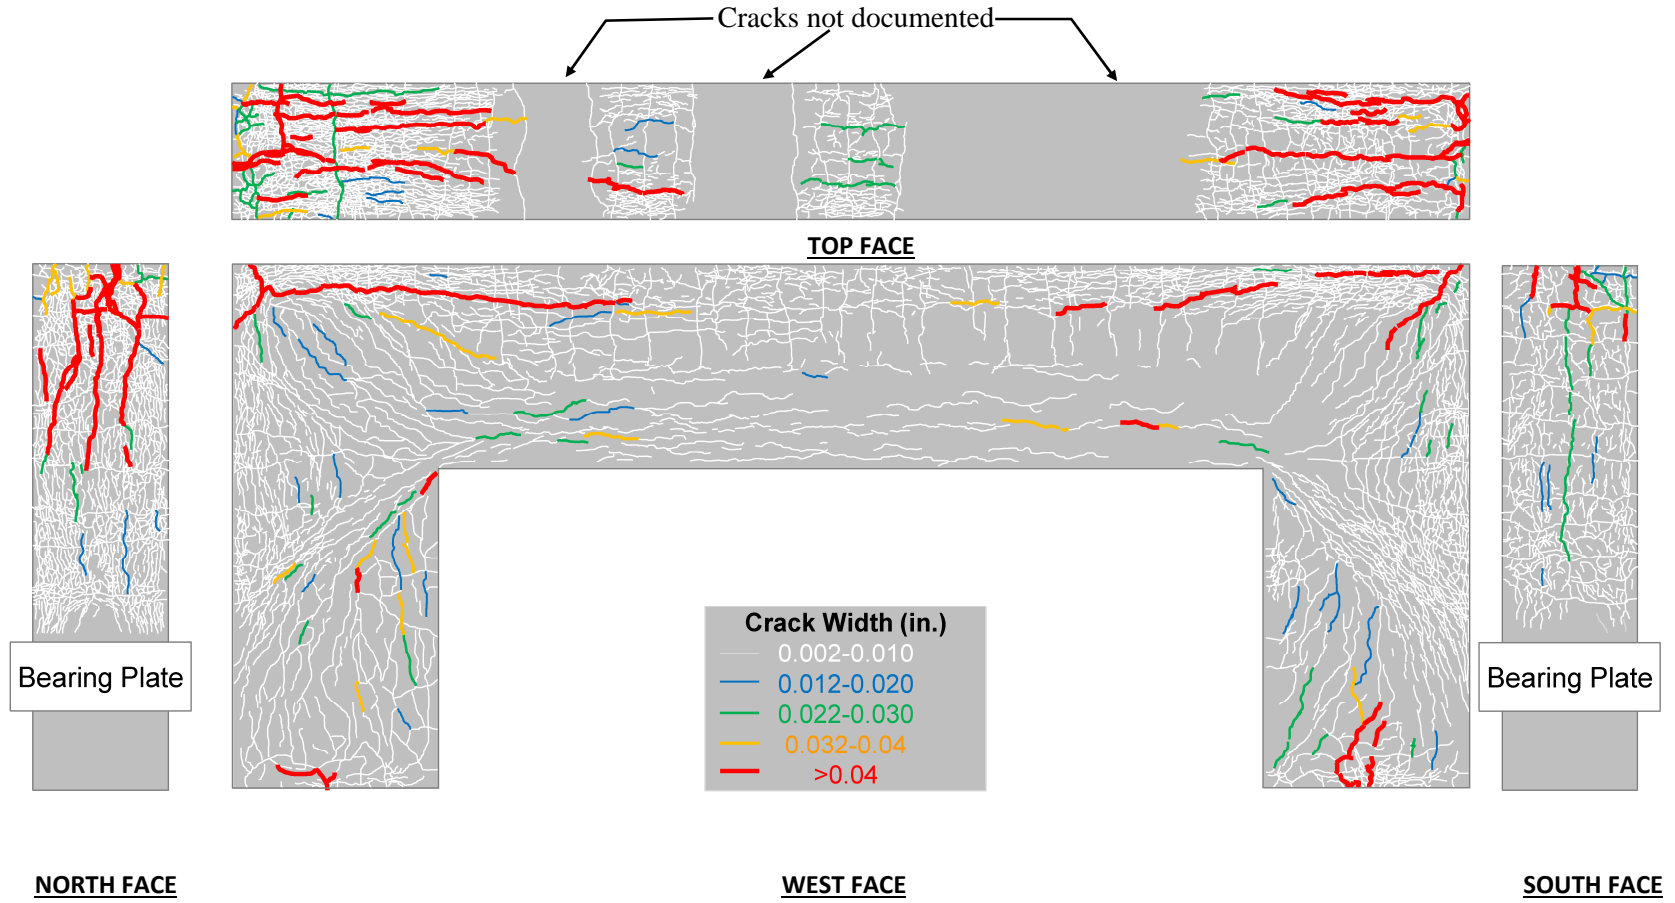 Cracks not documented
TOP FACE
Bearing Plate
Crack Width (in.)
0.002-0.010
0.012-0.020
0.022-0.030
0.032-0.04
>0.04
Bearing Plate
NORTH FACE
WEST FACE
SOUTH FACE